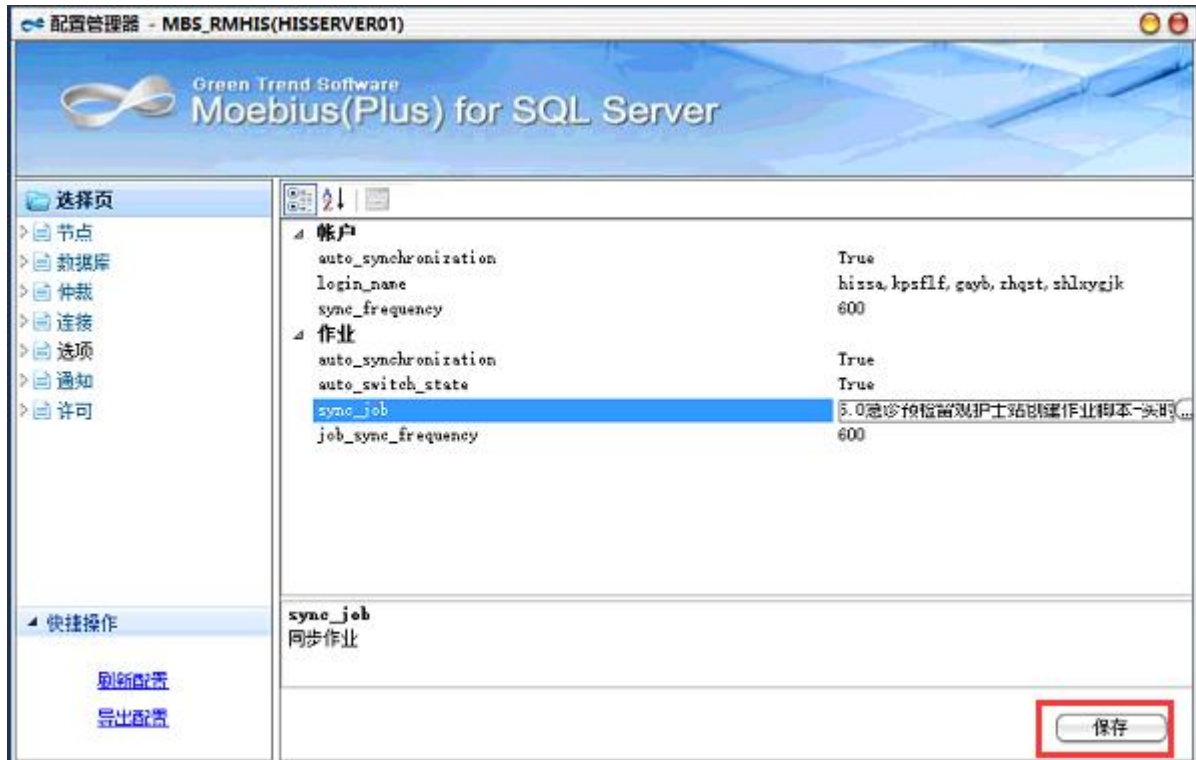 配置管理器 - MBS_RMHIS(HISSERVER01)
Green Trend Software
Moebius(Plus) for SQL Server
选择页
节点
数据库
仲裁
连接
选项
通知
许可
帐户
auto_synchronization True
login_name hissa, kpsflf, gayb, zhqst, shlxygjk
sync_frequency 600
作业
auto_synchronization True
auto_switch_state True
sync_job 5.0急诊预检留观护士站创建作业脚本-实时 ...
job_sync_frequency 600
快捷操作
刷新配置
导出配置
sync_job
同步作业
保存